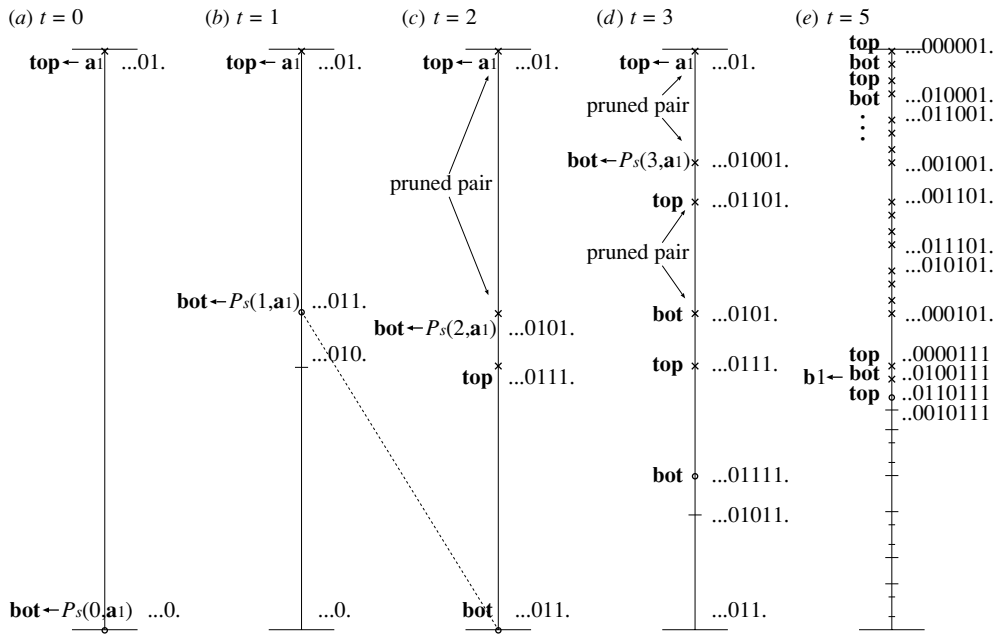 (a) t = 0
top←a1 ...01.
bot←Ps(0,a1) ...0.
(b) t = 1
top←a1 ...01.
bot←Ps(1,a1) ...011.
...010.
...0.
(c) t = 2
top←a1 ...01.
pruned pair
bot←Ps(2,a1) ...0101.
top ...0111.
bot ...011.
(d) t = 3
top←a1 ...01.
pruned pair
bot←Ps(3,a1) ...01001.
top ...01101.
pruned pair
bot ...0101.
top ...0111.
bot ...01111.
...01011.
...011.
(e) t = 5
top ...000001.
bot
top
bot ...010001.
...011001.
...001001.
...001101.
...011101.
...010101.
...000101.
top ..0000111
b1← bot ..0100111
top ..0110111
..0010111